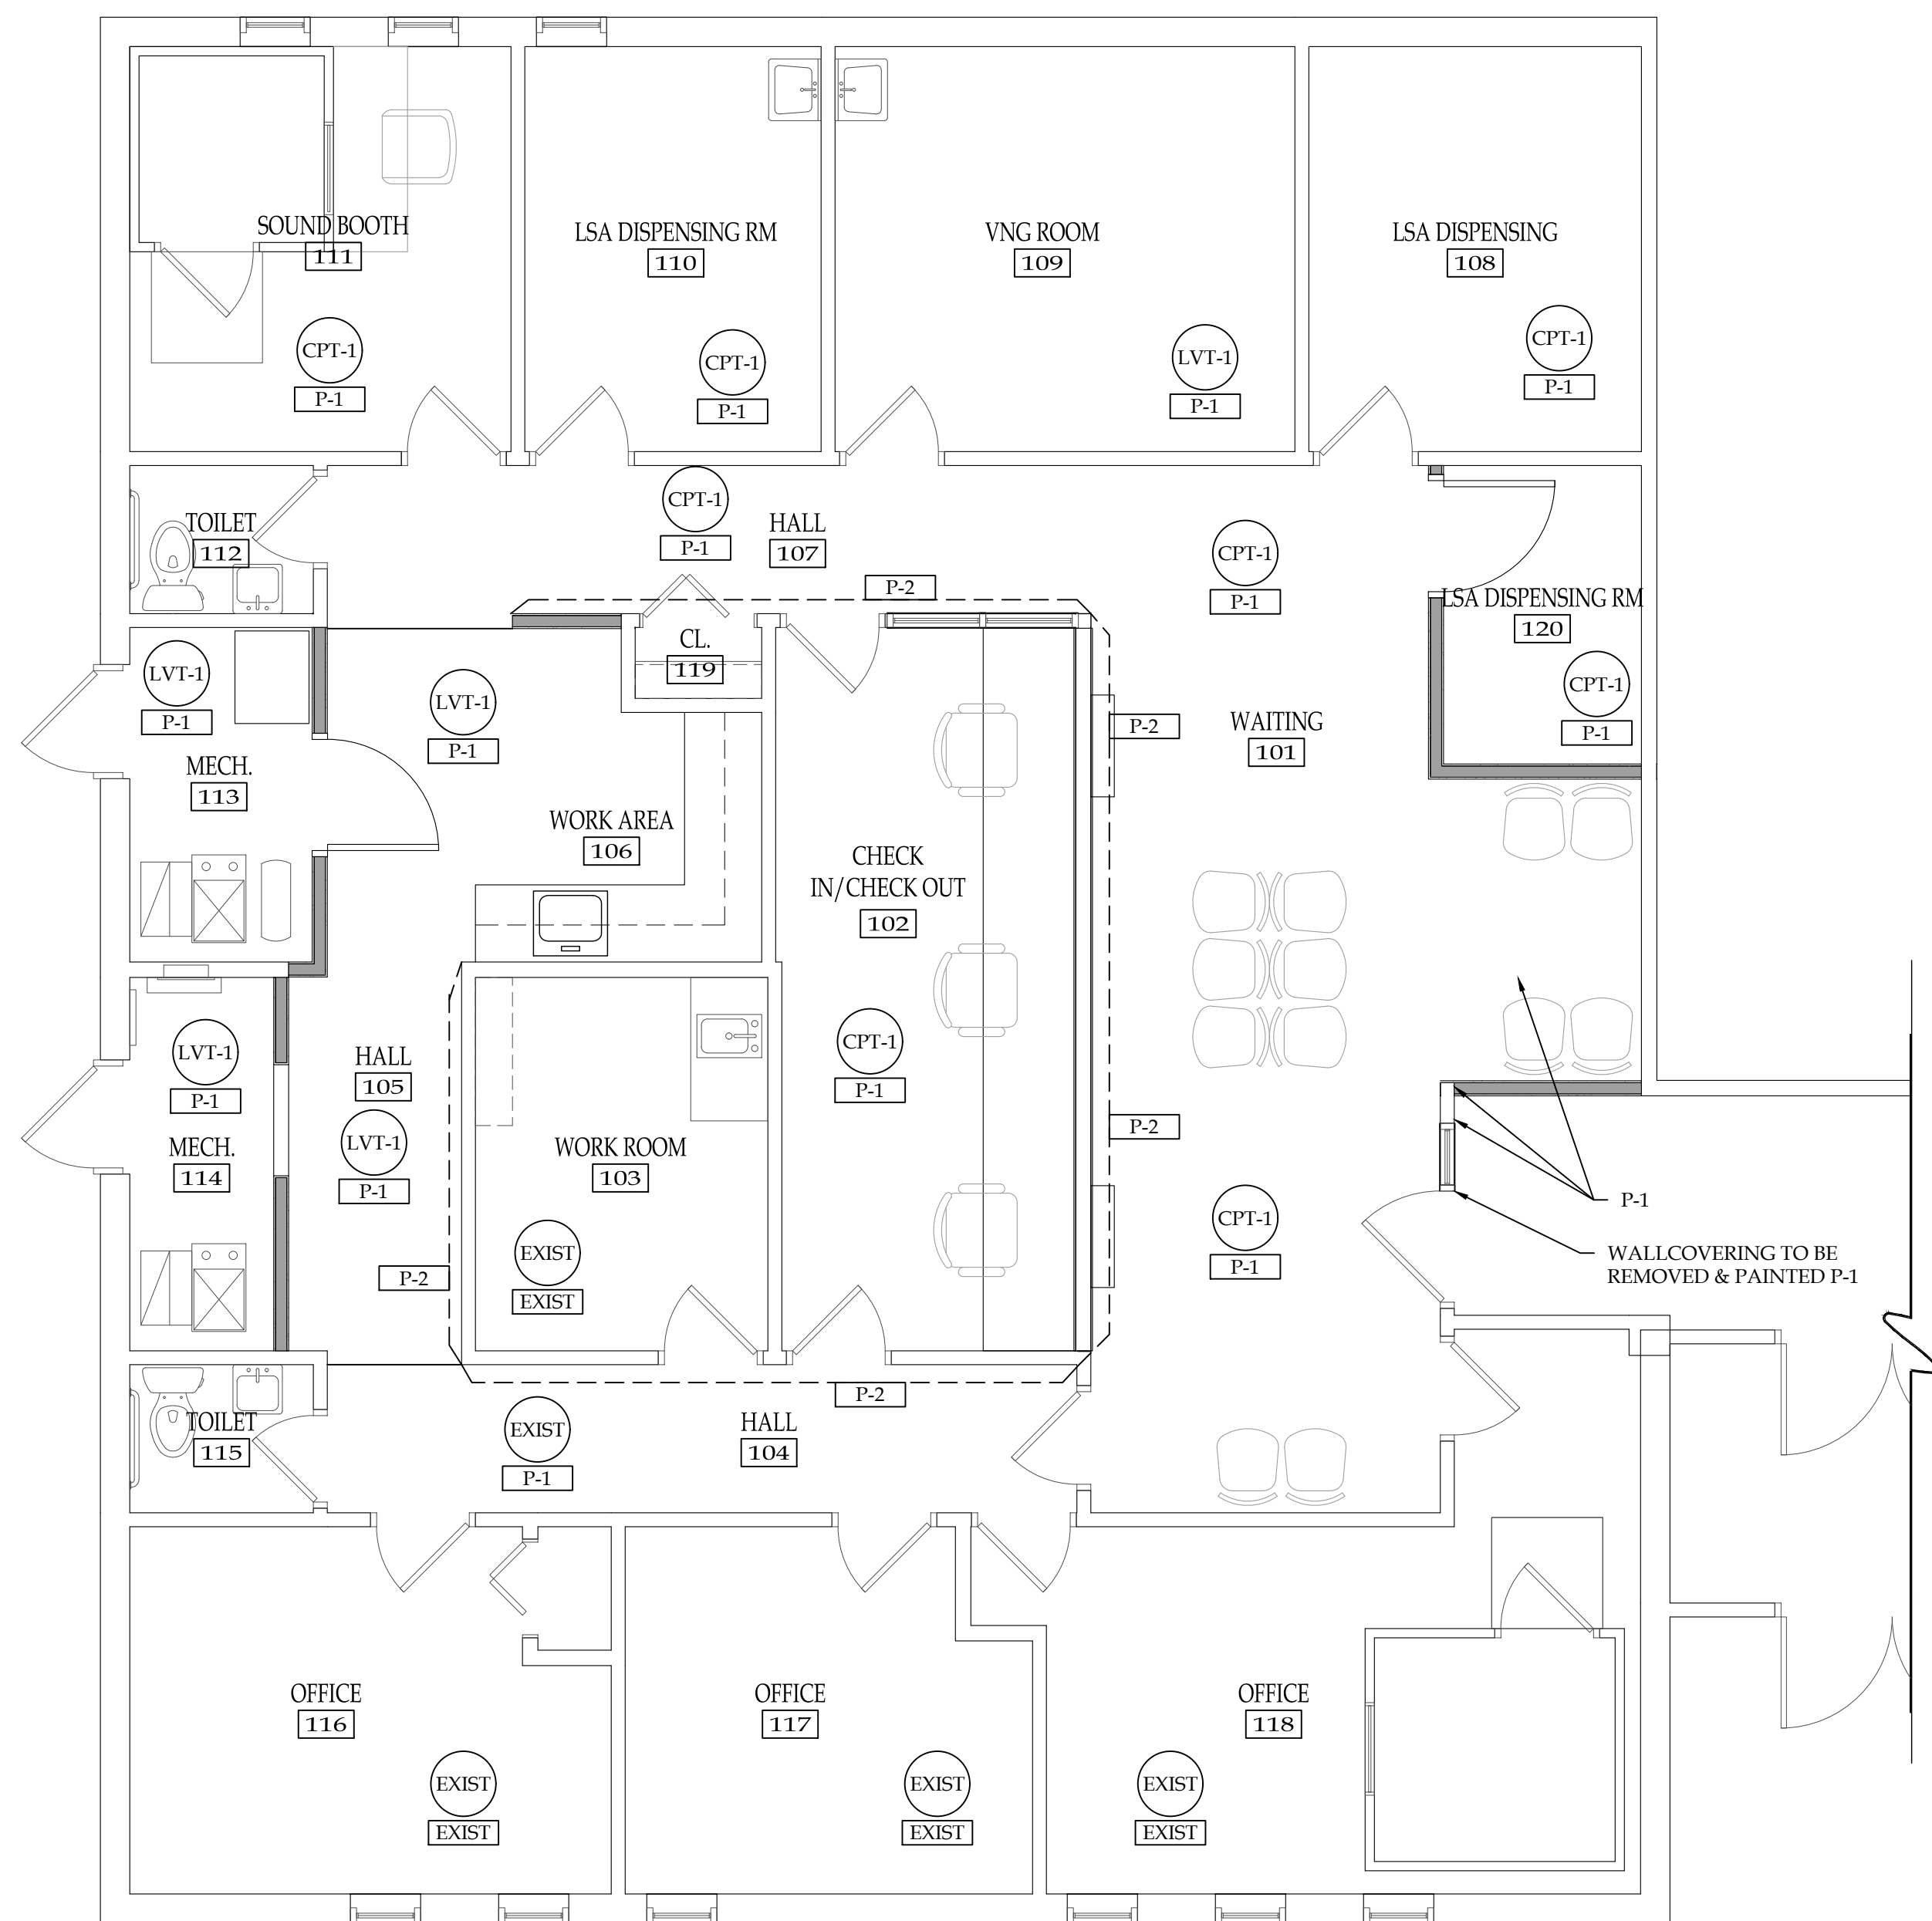 SOUND BOOTH
111
CPT-1
P-1
LSA DISPENSING RM
110
CPT-1
P-1
VNG ROOM
109
LVT-1
P-1
LSA DISPENSING
108
CPT-1
P-1
TOILET
112
CPT-1
P-1
HALL
107
P-2
CPT-1
P-1
LSA DISPENSING RM
120
CPT-1
P-1
LVT-1
P-1
MECH.
113
LVT-1
P-1
CL.
119
WORK AREA
106
P-2
WAITING
101
CHECK
IN/CHECK OUT
102
CPT-1
P-1
LVT-1
P-1
MECH.
114
HALL
105
LVT-1
P-1
P-2
WORK ROOM
103
EXIST
EXIST
P-2
CPT-1
P-1
P-1
WALLCOVERING TO BE
REMOVED & PAINTED P-1
TOILET
115
EXIST
P-1
HALL
104
P-2
OFFICE
116
EXIST
EXIST
OFFICE
117
EXIST
EXIST
OFFICE
118
EXIST
EXIST